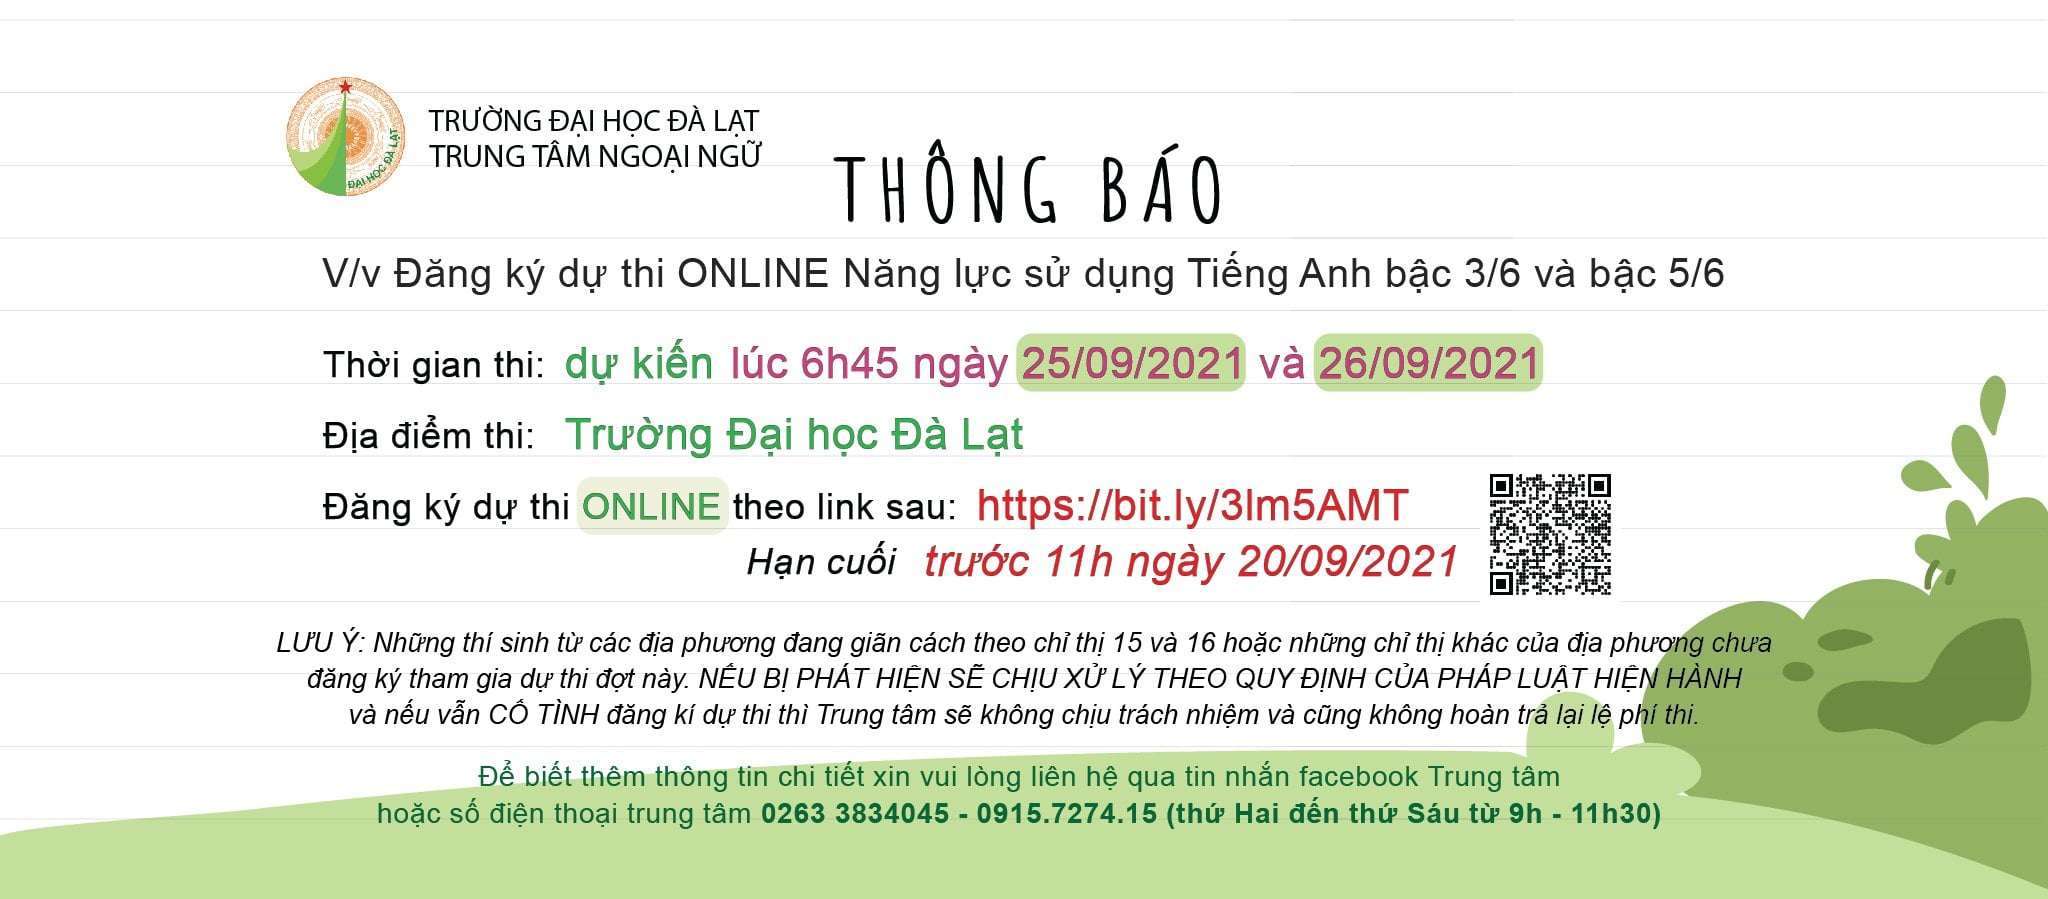 TRƯỜNG ĐẠI HỌC ĐÀ LẠT
TRUNG TÂM NGOẠI NGỮ
ĐẠI HỌC ĐÀ LẠT
THÔNG BÁO
V/v Đăng ký dự thi ONLINE Năng lực sử dụng Tiếng Anh bậc 3/6 và bậc 5/6
Thời gian thi: dự kiến lúc 6h45 ngày 25/09/2021 và 26/09/2021
Địa điểm thi: Trường Đại học Đà Lạt
Đăng ký dự thi ONLINE theo link sau: https://bit.ly/3lm5AMT
Hạn cuối trước 11h ngày 20/09/2021
LƯU Ý: Những thí sinh từ các địa phương đang giãn cách theo chỉ thị 15 và 16 hoặc những chỉ thị khác của địa phương chưa
đăng ký tham gia dự thi đợt này. NẾU BỊ PHÁT HIỆN SẼ CHỊU XỬ LÝ THEO QUY ĐỊNH CỦA PHÁP LUẬT HIỆN HÀNH
và nếu vẫn CỐ TÌNH đăng kí dự thi thì Trung tâm sẽ không chịu trách nhiệm và cũng không hoàn trả lại lệ phí thi.
Để biết thêm thông tin chi tiết xin vui lòng liên hệ qua tin nhắn facebook Trung tâm
hoặc số điện thoại trung tâm 0263 3834045 - 0915.7274.15 (thứ Hai đến thứ Sáu từ 9h - 11h30)